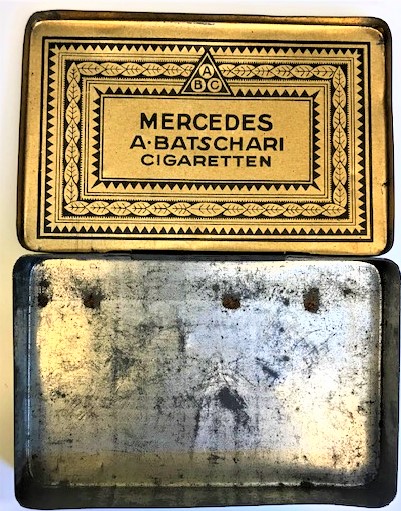 A
B C
MERCEDES
A·BATSCHARI
CIGARETTEN